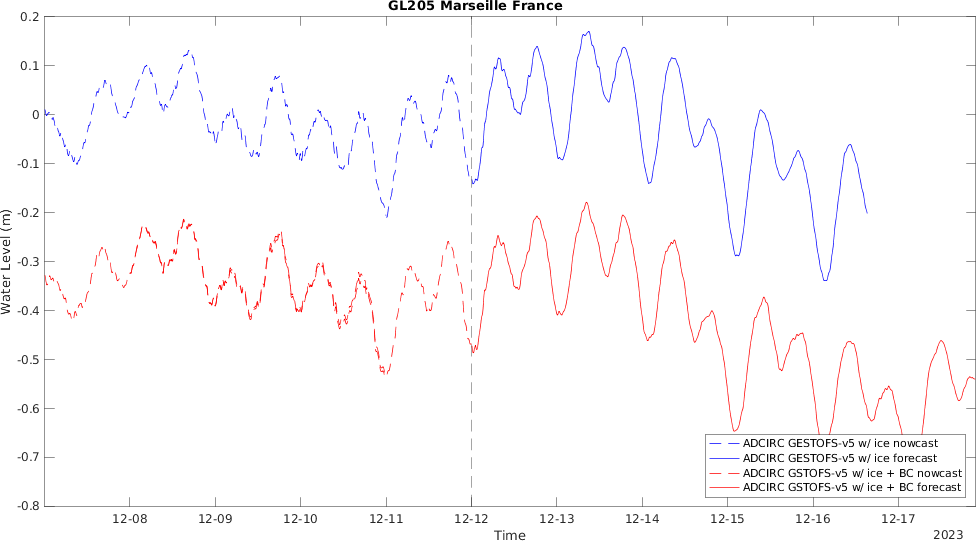 GL205 Marseille France
Water Level (m)
0.2
0.1
0
-0.1
-0.2
-0.3
-0.4
-0.5
-0.6
-0.7
-0.8
ADCIRC GESTOFS-v5 w/ ice nowcast
ADCIRC GESTOFS-v5 w/ ice forecast
ADCIRC GSTOFS-v5 w/ ice + BC nowcast
ADCIRC GSTOFS-v5 w/ ice + BC forecast
12-08 12-09 12-10 12-11 12-12 12-13 12-14 12-15 12-16 12-17
Time
2023